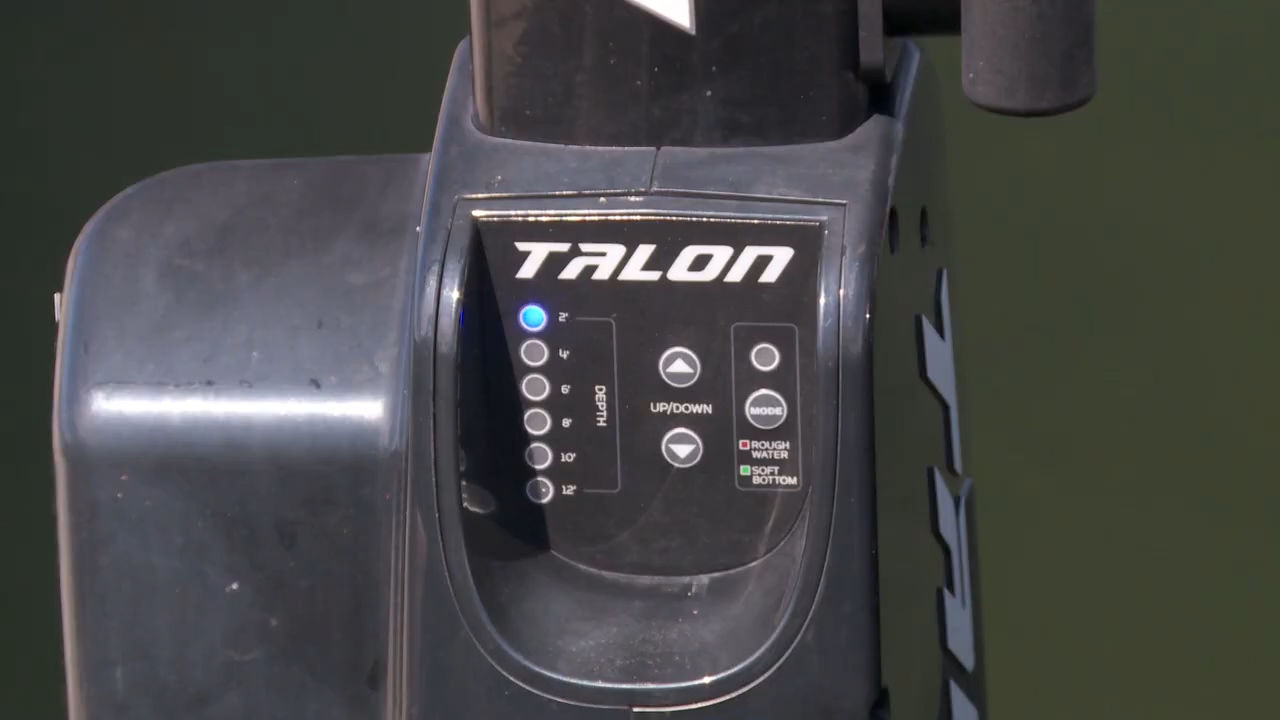 TALON
2'
4'
6'
8'
10'
12'
DEPTH
UP/DOWN
MODE
ROUGH
WATER
SOFT
BOTTOM